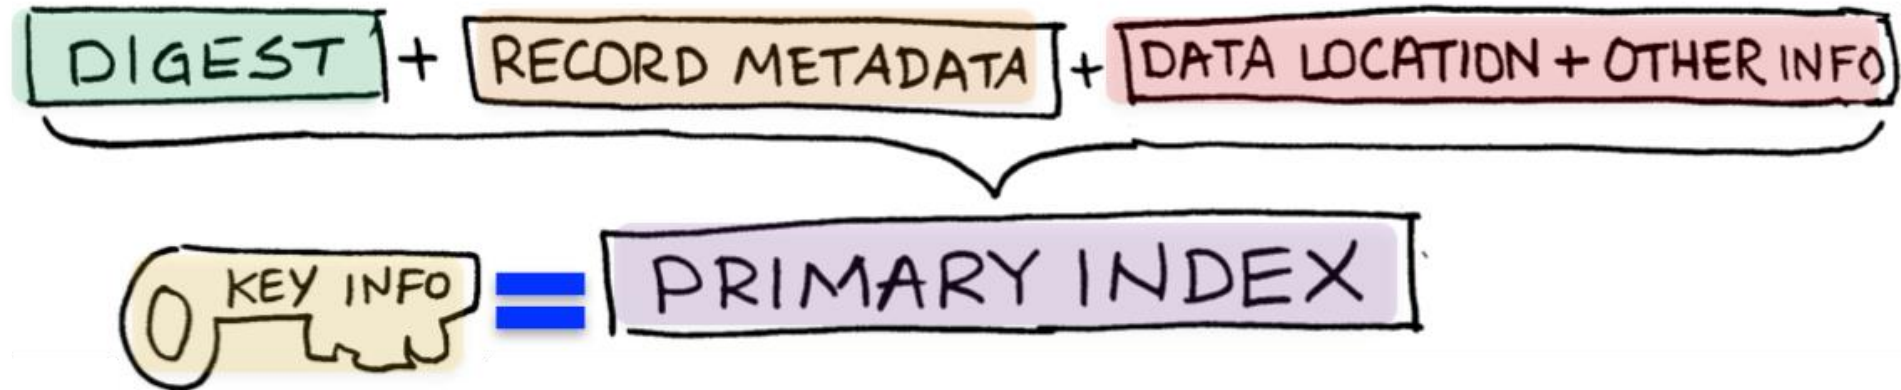 DIGEST + RECORD METADATA + DATA LOCATION + OTHER INFO
KEY INFO = PRIMARY INDEX